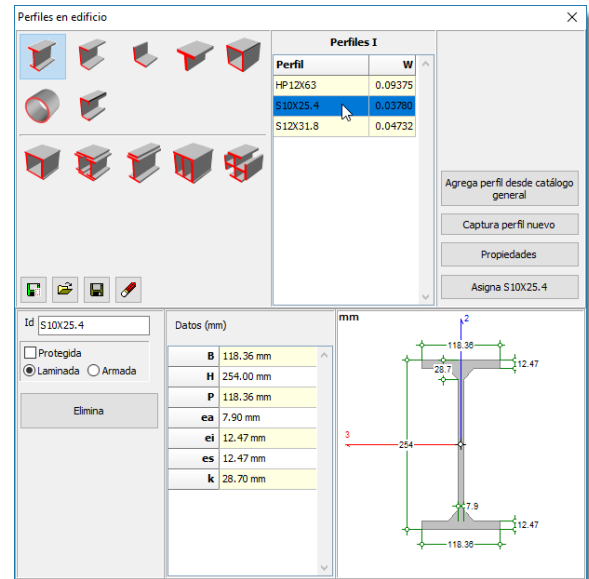 Perfiles en edificio
Perfiles I
Perfil W
HP12X63 0.09375
S10X25.4 0.03780
S12X31.8 0.04732
Agrega perfil desde catálogo
general
Captura perfil nuevo
Propiedades
Asigna S10X25.4
Id S10X25.4
Protegida
Laminada Armada
Elimina
Datos (mm)
B 118.36 mm
H 254.00 mm
P 118.36 mm
ea 7.90 mm
ei 12.47 mm
es 12.47 mm
k 28.70 mm
mm
2
118.36
12.47
28.7
3
254
7.9
12.47
118.36